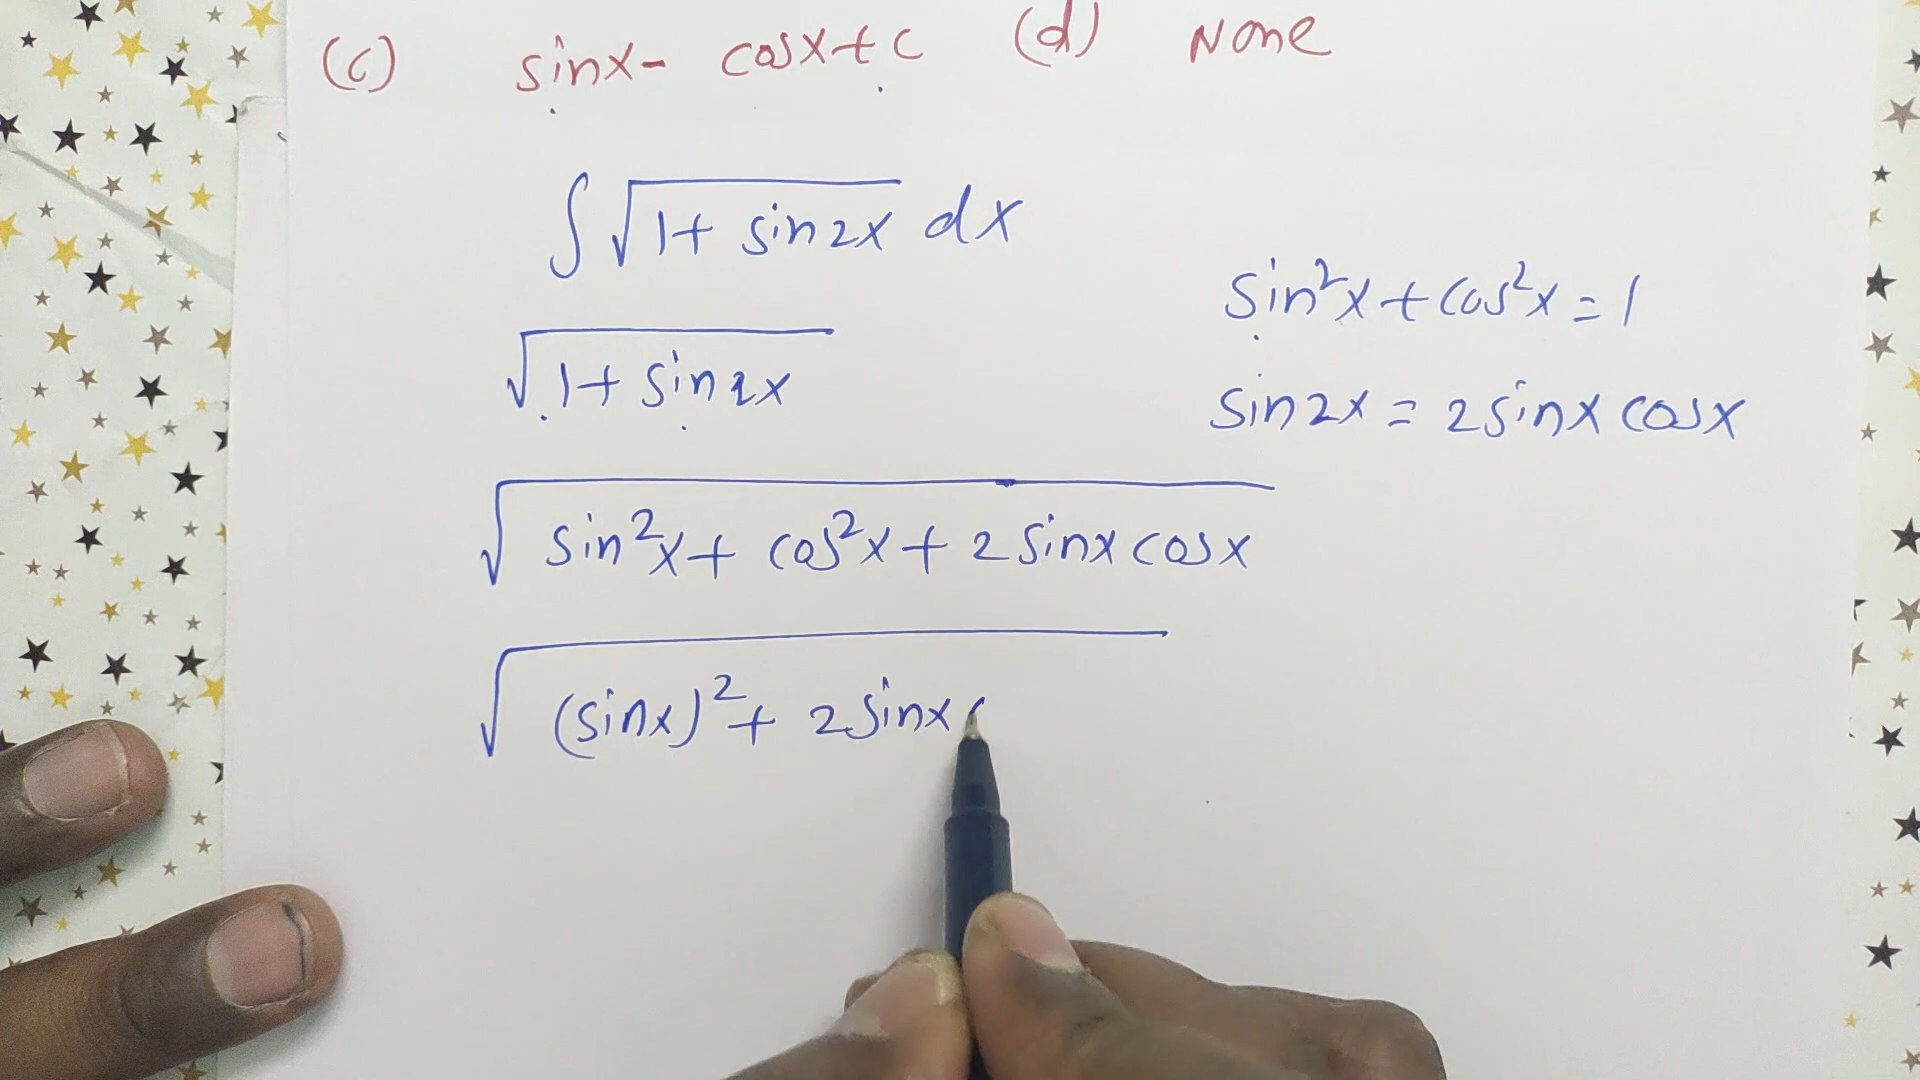 (c) sinx - cosx + c (d) None
∫ √(1 + sin2x) dx
sin²x + cos²x = 1
√(1 + sin2x)
sin2x = 2sinx cosx
√(sin²x + cos²x + 2sinx cosx)
√((sinx)² + 2sinx c